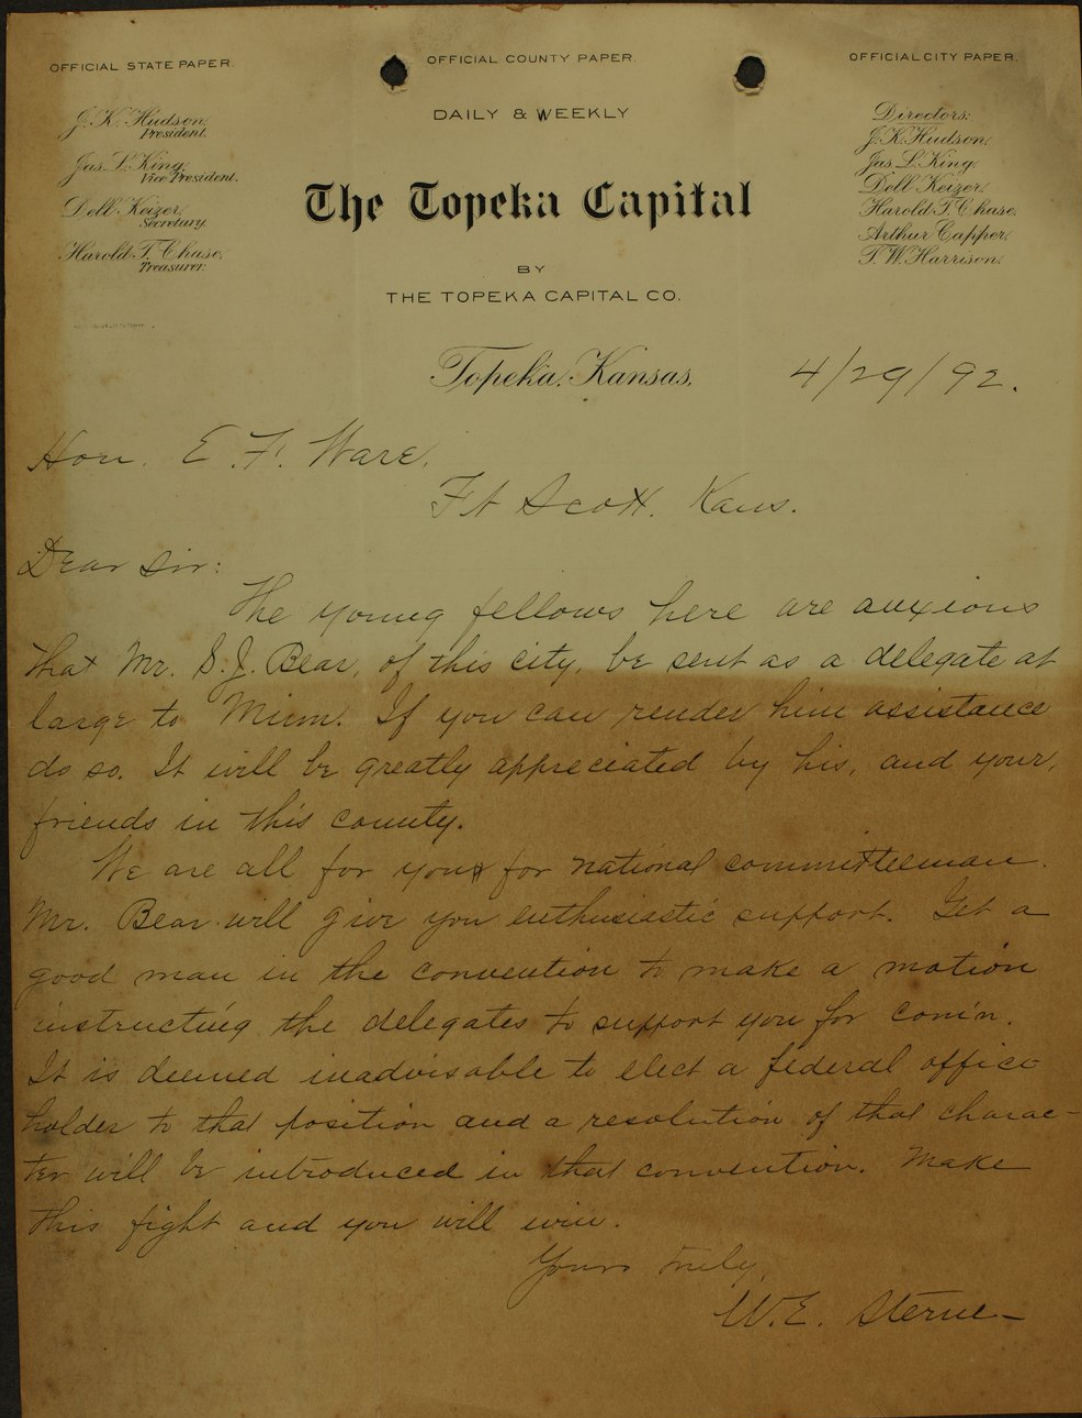 OFFICIAL STATE PAPER.
OFFICIAL COUNTY PAPER.
OFFICIAL CITY PAPER.
J. K. Hudson,
President.
Jas. L. King,
Vice President.
Dell Keizer,
Secretary.
Harold T. Chase,
Treasurer.
DAILY & WEEKLY
The Topeka Capital
BY
THE TOPEKA CAPITAL CO.
Directors:
J. K. Hudson,
Jas. L. King,
Dell Keizer,
Harold T. Chase,
Arthur Capper,
T. W. Harrison.
Topeka, Kansas, 4/29/92.
Hon. E. F. Ware,
Ft Scott. Kans.
Dear Sir:
The young fellows here are auxious
that Mr. S. J. Bear, of this city, be sent as a delegate at
large to Minn. If you can render him assistance
do so. It will be greatly appreciated by his, and your,
friends in this county.
We are all for you for national committeeman.
Mr. Bear will give you enthusiastic support. Get a
good man in the convention to make a motion
instructing the delegates to support you for com'n.
It is deemed inadvisable to elect a federal office
holder to that position and a resolution of that charac-
ter will be introduced in that convention. Make
this fight and you will win.
Yours truly,
W. E. Sterne